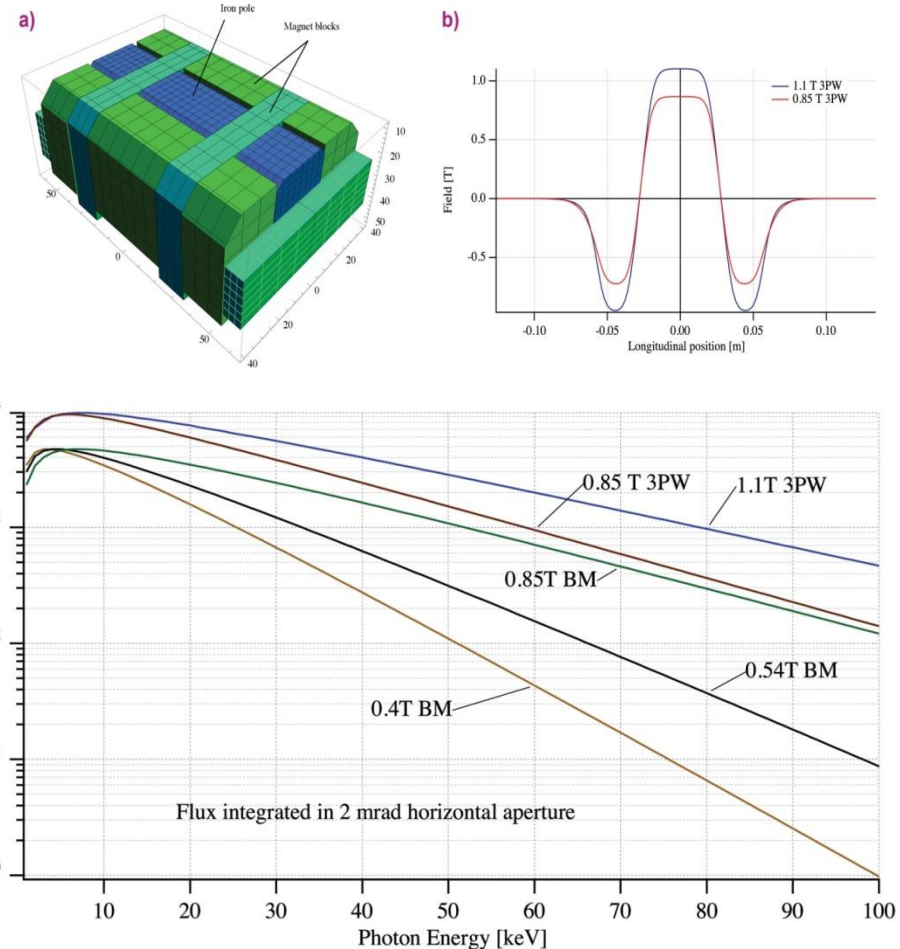 a)
Iron pole
Magnet blocks
10
20
30
40
50
40
20
0
20
40
50
0
50
b)
1.1 T 3PW
0.85 T 3PW
1.0
0.5
0.0
-0.5
Field [T]
-0.10
-0.05
0.00
0.05
0.10
Longitudinal position [m]
0.85 T 3PW
1.1T 3PW
0.85T BM
0.54T BM
0.4T BM
Flux integrated in 2 mrad horizontal aperture
10
20
30
40
50
60
70
80
90
100
Photon Energy [keV]